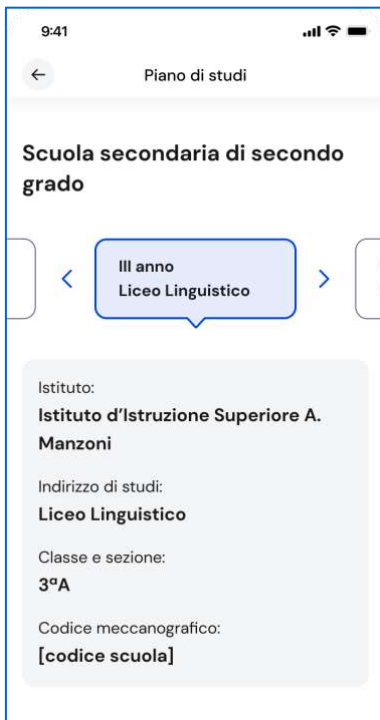 9:41
Piano di studi
Scuola secondaria di secondo
grado
III anno
Liceo Linguistico
Istituto:
Istituto d’Istruzione Superiore A.
Manzoni
Indirizzo di studi:
Liceo Linguistico
Classe e sezione:
3ªA
Codice meccanografico:
[codice scuola]